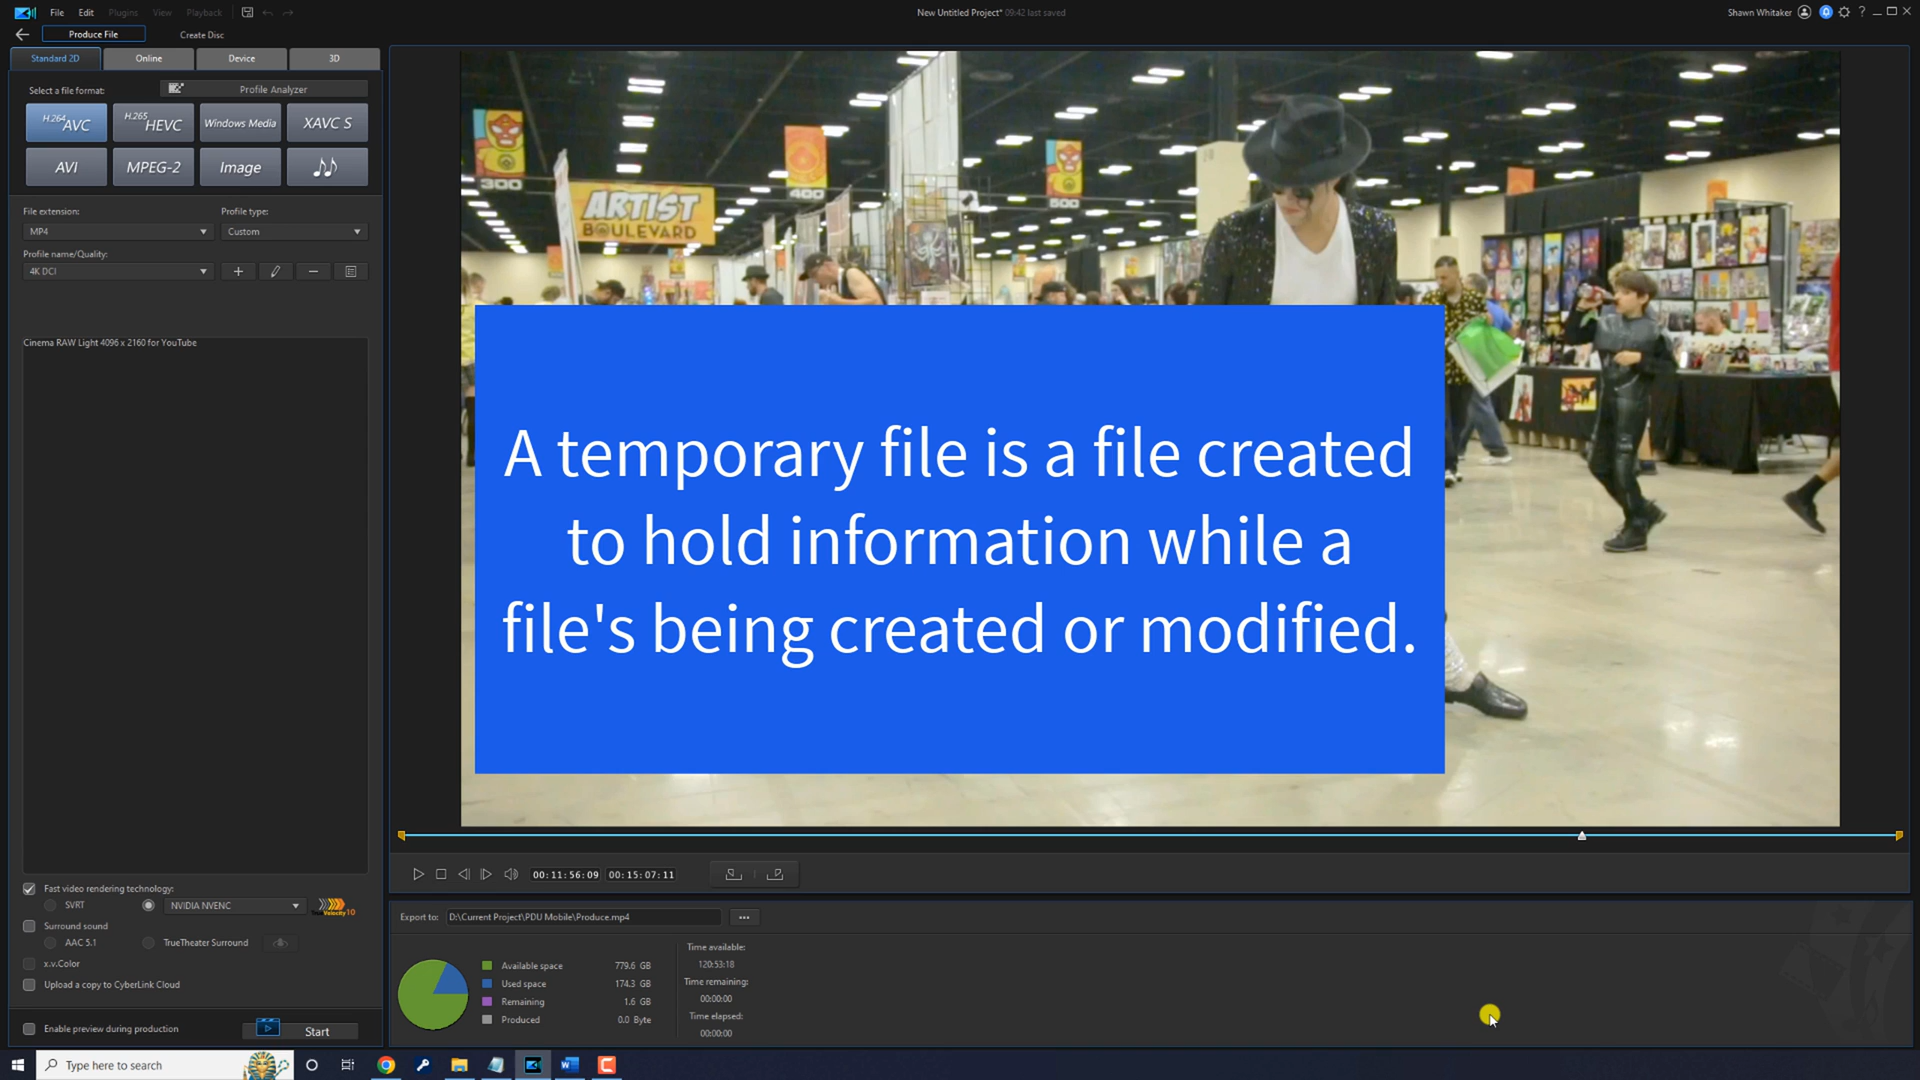 File Edit Plugins View Playback
New Untitled Project* 09:42 last saved
Shawn Whitaker
?
Produce File
Create Disc
Standard 2D
Online
Device
3D
Select a file format:
Profile Analyzer
H.264 AVC
H.265 HEVC
Windows Media
XAVC S
AVI
MPEG-2
Image
File extension:
Profile type:
MP4
Custom
Profile name/Quality:
4K DCI
Cinema RAW Light 4096 x 2160 for YouTube
300
400
500
ARTIST
BOULEVARD
A temporary file is a file created
to hold information while a
file's being created or modified.
Fast video rendering technology:
SVRT
NVIDIA NVENC
TrueVelocity 10
Surround sound
AAC 5.1
TrueTheater Surround
x.v.Color
Upload a copy to CyberLink Cloud
Enable preview during production
Start
00:11:56:09
00:15:07:11
Export to:
D:\Current Project\PDU Mobile\Produce.mp4
Available space 779.6 GB
Used space 174.3 GB
Remaining 1.6 GB
Produced 0.0 Byte
Time available:
120:53:18
Time remaining:
00:00:00
Time elapsed:
00:00:00
Type here to search